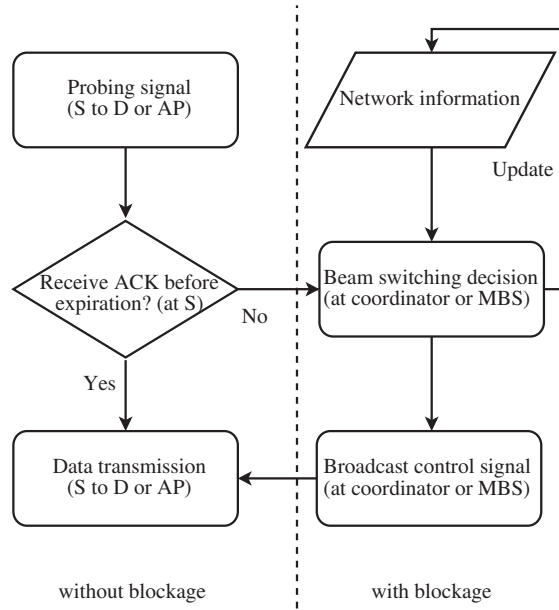 Probing signal
(S to D or AP)
Receive ACK before
expiration? (at S)
Yes
No
Data transmission
(S to D or AP)
without blockage
Network information
Update
Beam switching decision
(at coordinator or MBS)
Broadcast control signal
(at coordinator or MBS)
with blockage